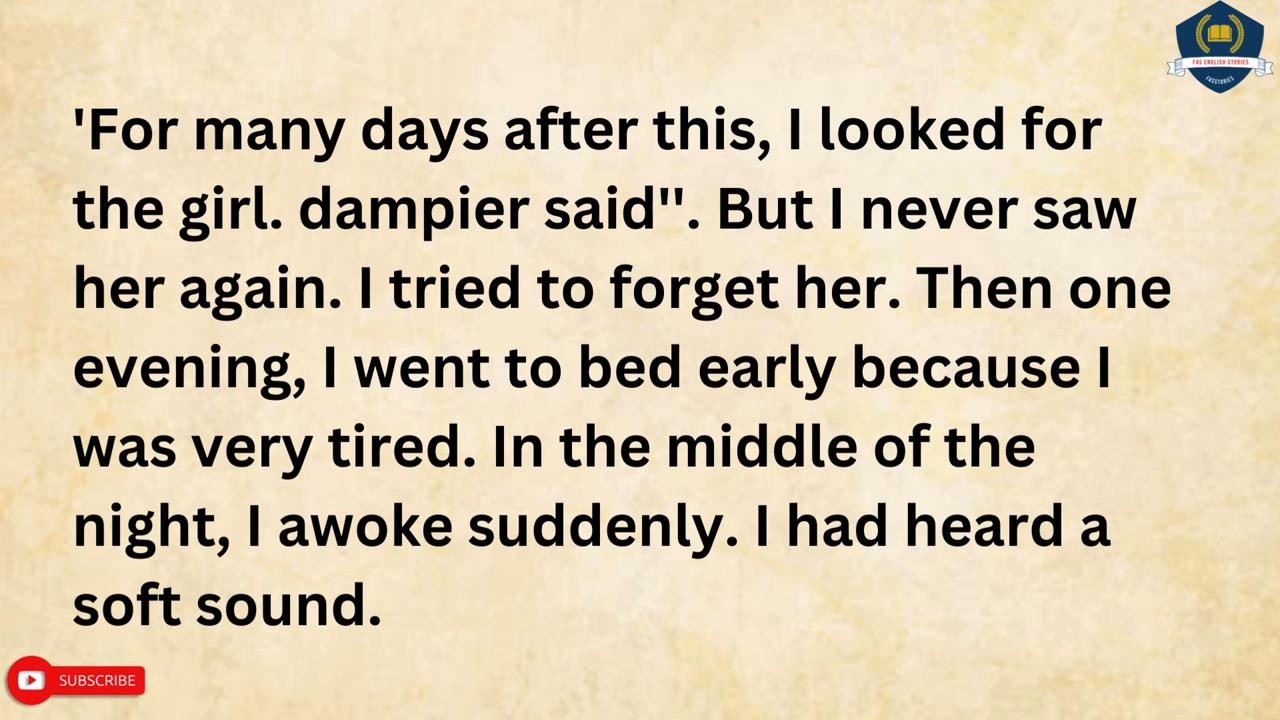 FAS ENGLISH STORIES
FASSTORIES
'For many days after this, I looked for
the girl. dampier said". But I never saw
her again. I tried to forget her. Then one
evening, I went to bed early because I
was very tired. In the middle of the
night, I awoke suddenly. I had heard a
soft sound.
SUBSCRIBE